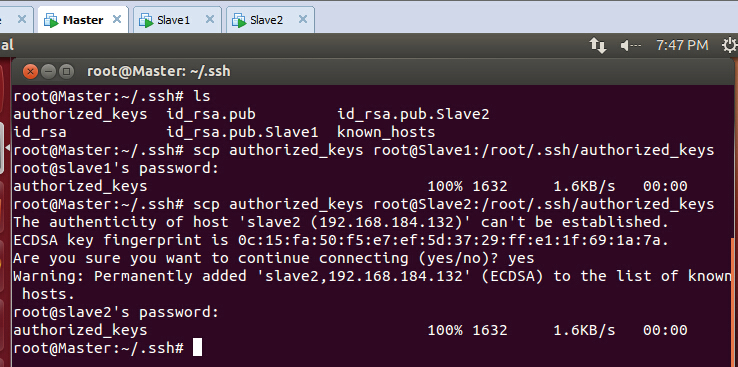 e Master Slave1 Slave2
al 7:47 PM
root@Master: ~/.ssh
root@Master:~/.ssh# ls
authorized_keys id_rsa.pub id_rsa.pub.Slave2
id_rsa id_rsa.pub.Slave1 known_hosts
root@Master:~/.ssh# scp authorized_keys root@Slave1:/root/.ssh/authorized_keys
root@slave1's password:
authorized_keys 100% 1632 1.6KB/s 00:00
root@Master:~/.ssh# scp authorized_keys root@Slave2:/root/.ssh/authorized_keys
The authenticity of host 'slave2 (192.168.184.132)' can't be established.
ECDSA key fingerprint is 0c:15:fa:50:f5:e7:ef:5d:37:29:ff:e1:1f:69:1a:7a.
Are you sure you want to continue connecting (yes/no)? yes
Warning: Permanently added 'slave2,192.168.184.132' (ECDSA) to the list of known
hosts.
root@slave2's password:
authorized_keys 100% 1632 1.6KB/s 00:00
root@Master:~/.ssh#